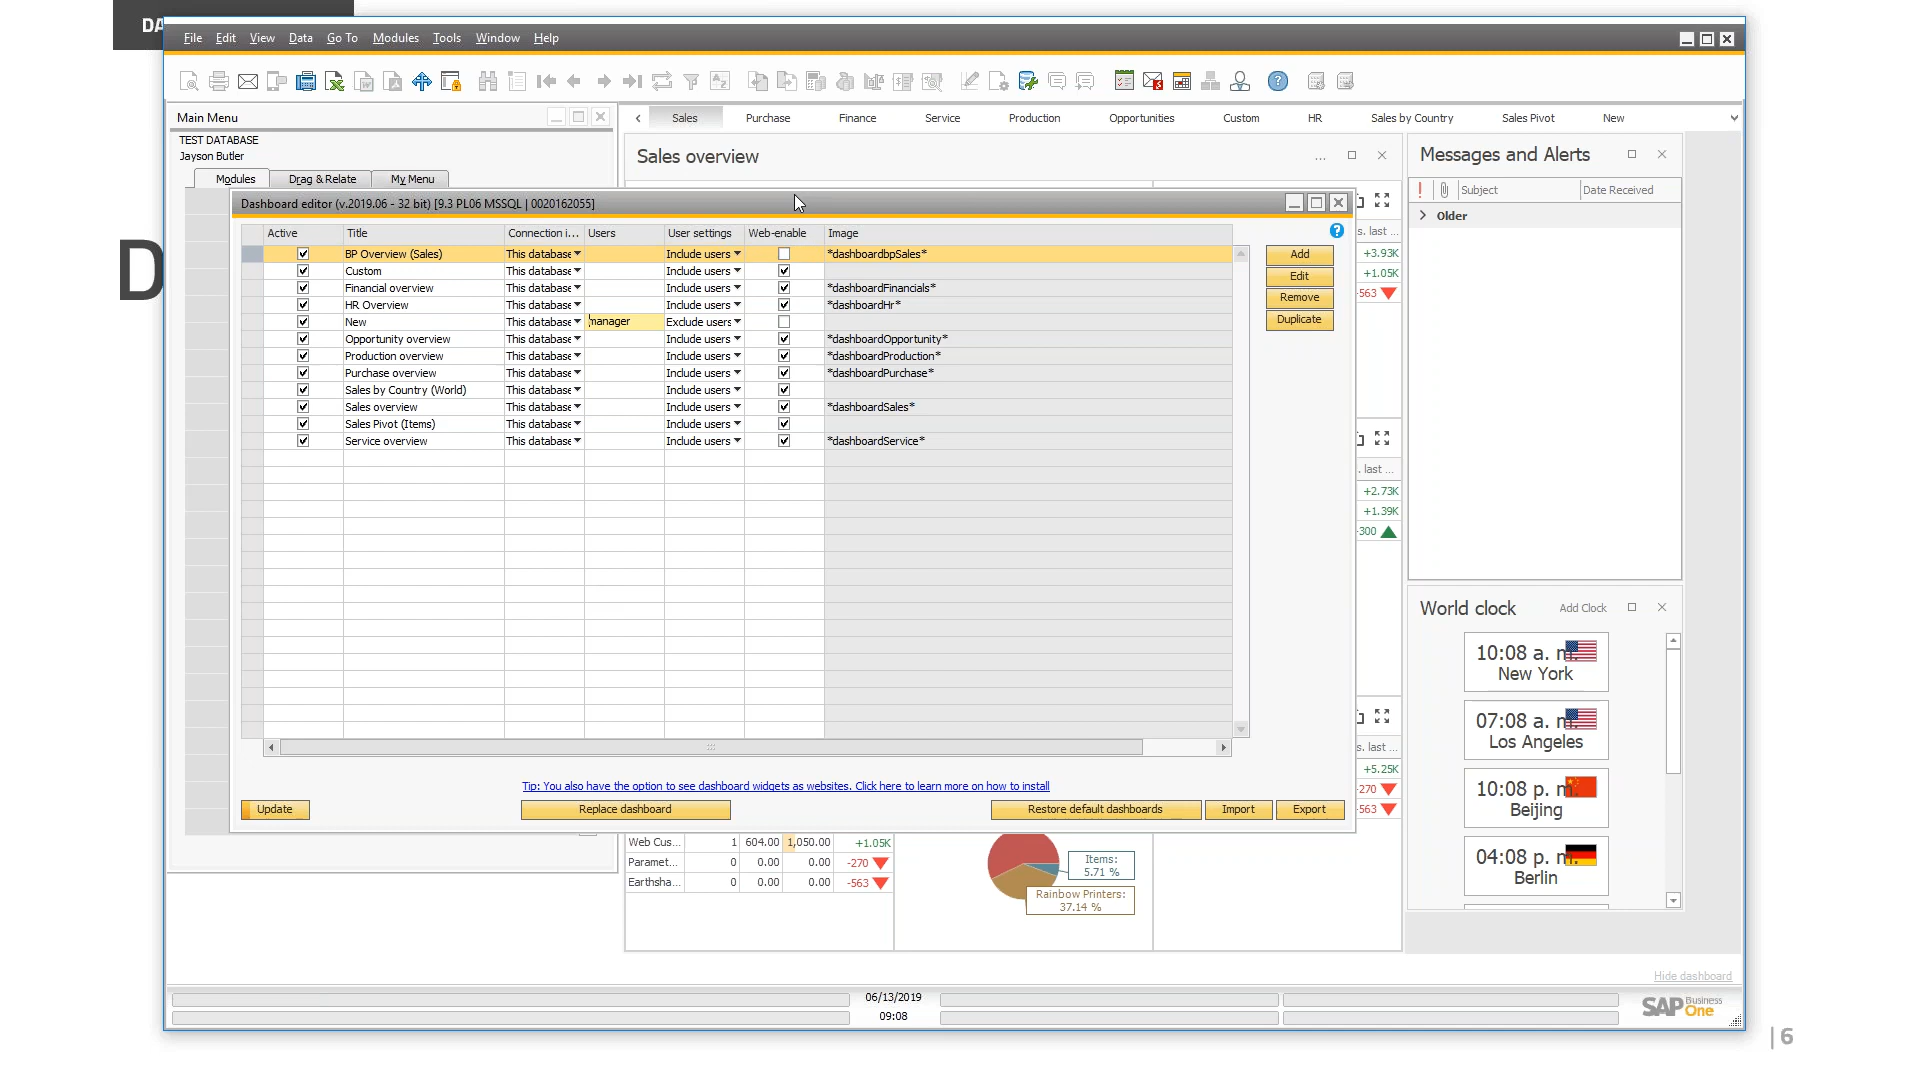 DA
File Edit View Data Go To Modules Tools Window Help
Main Menu
TEST DATABASE
Jayson Butler
Modules Drag & Relate My Menu
Sales Purchase Finance Service Production Opportunities Custom HR Sales by Country Sales Pivot New
Sales overview
Messages and Alerts
Subject Date Received
Older
D
Dashboard editor (v.2019.06 - 32 bit) [9.3 PL06 MSSQL | 0020162055]
Active Title Connection i... Users User settings Web-enable Image
BP Overview (Sales) This database Include users *dashboardbpSales*
Custom This database Include users
Financial overview This database Include users *dashboardFinancials*
HR Overview This database Include users *dashboardHr*
New This database manager Exclude users
Opportunity overview This database Include users *dashboardOpportunity*
Production overview This database Include users *dashboardProduction*
Purchase overview This database Include users *dashboardPurchase*
Sales by Country (World) This database Include users
Sales overview This database Include users *dashboardSales*
Sales Pivot (Items) This database Include users
Service overview This database Include users *dashboardService*
Add
Edit
Remove
Duplicate
Tip: You also have the option to see dashboard widgets as websites. Click here to learn more on how to install
Update Replace dashboard Restore default dashboards Import Export
s. last ...
+3.93K
+1.05K
-563
. last ...
+2.73K
+1.39K
-300
s. last ...
+5.25K
-270
-563
Web Cus... 1 604.00 1,050.00 +1.05K
Paramet... 0 0.00 0.00 -270
Earthsha... 0 0.00 0.00 -563
Items:
5.71 %
Rainbow Printers:
37.14 %
World clock Add Clock
10:08 a. m.
New York
07:08 a. m.
Los Angeles
10:08 p. m.
Beijing
04:08 p. m.
Berlin
Hide dashboard
06/13/2019
09:08
SAP Business One
| 6